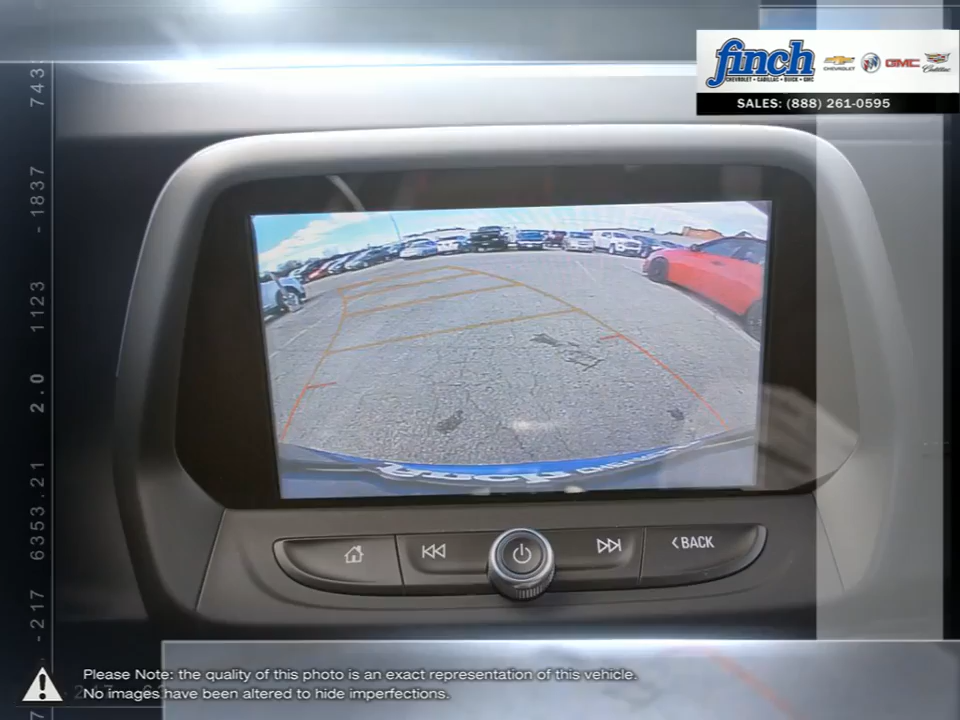 finch
CHEVROLET • CADILLAC • BUICK • GMC
CHEVROLET
GMC
Cadillac
SALES: (888) 261-0595
743
-1837
1123
2.0
6353.21
-217
BACK
Please Note: the quality of this photo is an exact representation of this vehicle.
No images have been altered to hide imperfections.